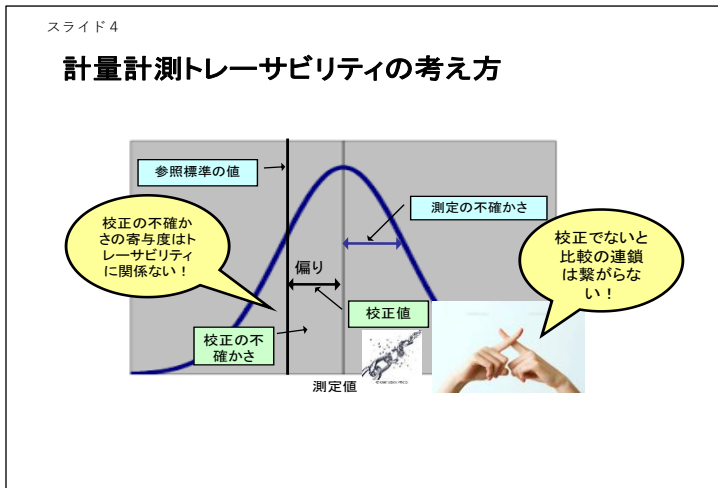 スライド4
計量計測トレーサビリティの考え方
参照標準の値
測定の不確かさ
校正の不確か
さの寄与度はト
レーサビリティ
に関係ない！
校正でないと
比較の連鎖
は繋がらな
い！
偏り
校正値
校正の不
確かさ
測定値